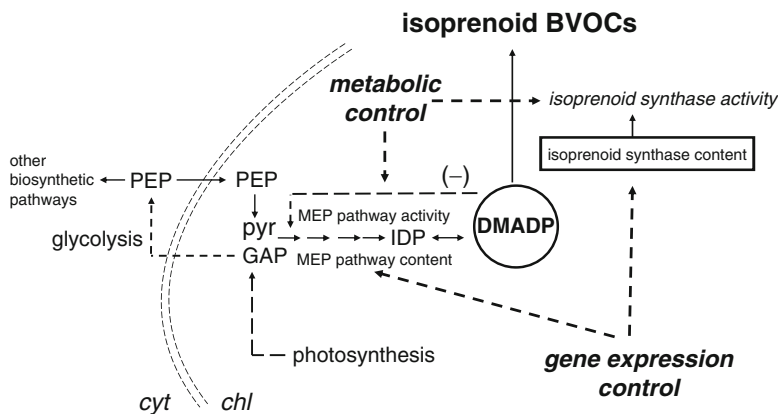 isoprenoid BVOCs
metabolic
control
isoprenoid synthase activity
isoprenoid synthase content
other
biosynthetic
pathways
PEP
PEP
(−)
MEP pathway activity
DMADP
glycolysis
pyr
GAP
IDP
MEP pathway content
photosynthesis
gene expression
control
cyt
chl